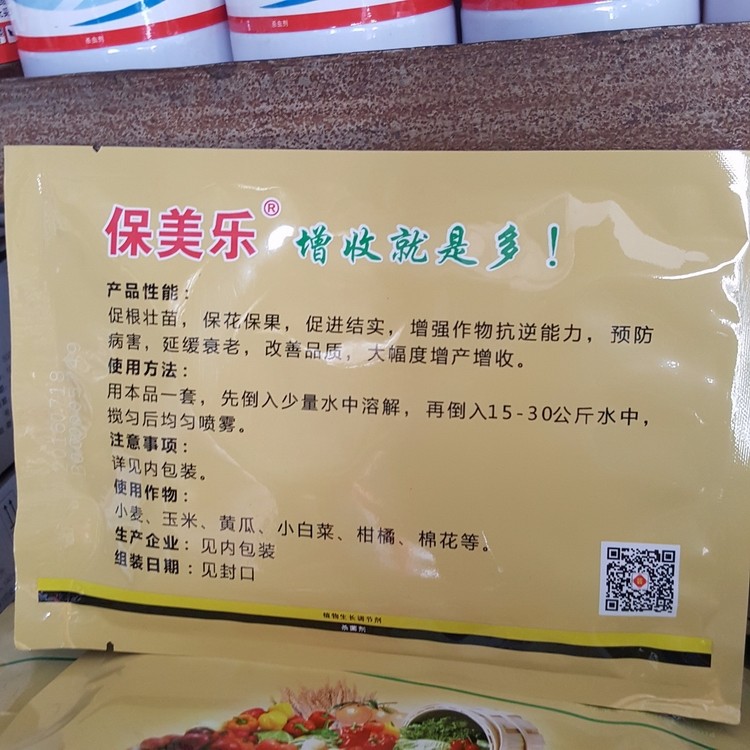 杀虫剂
杀虫剂
保美乐® 增收就是多！
产品性能：
促根壮苗，保花保果，促进结实，增强作物抗逆能力，预防
病害，延缓衰老，改善品质，大幅度增产增收。
使用方法：
用本品一套，先倒入少量水中溶解，再倒入15-30公斤水中，
搅匀后均匀喷雾。
注意事项：
详见内包装。
使用作物：
小麦、玉米、黄瓜、小白菜、柑橘、棉花等。
生产企业：见内包装
组装日期：见封口
植物生长调节剂
杀菌剂